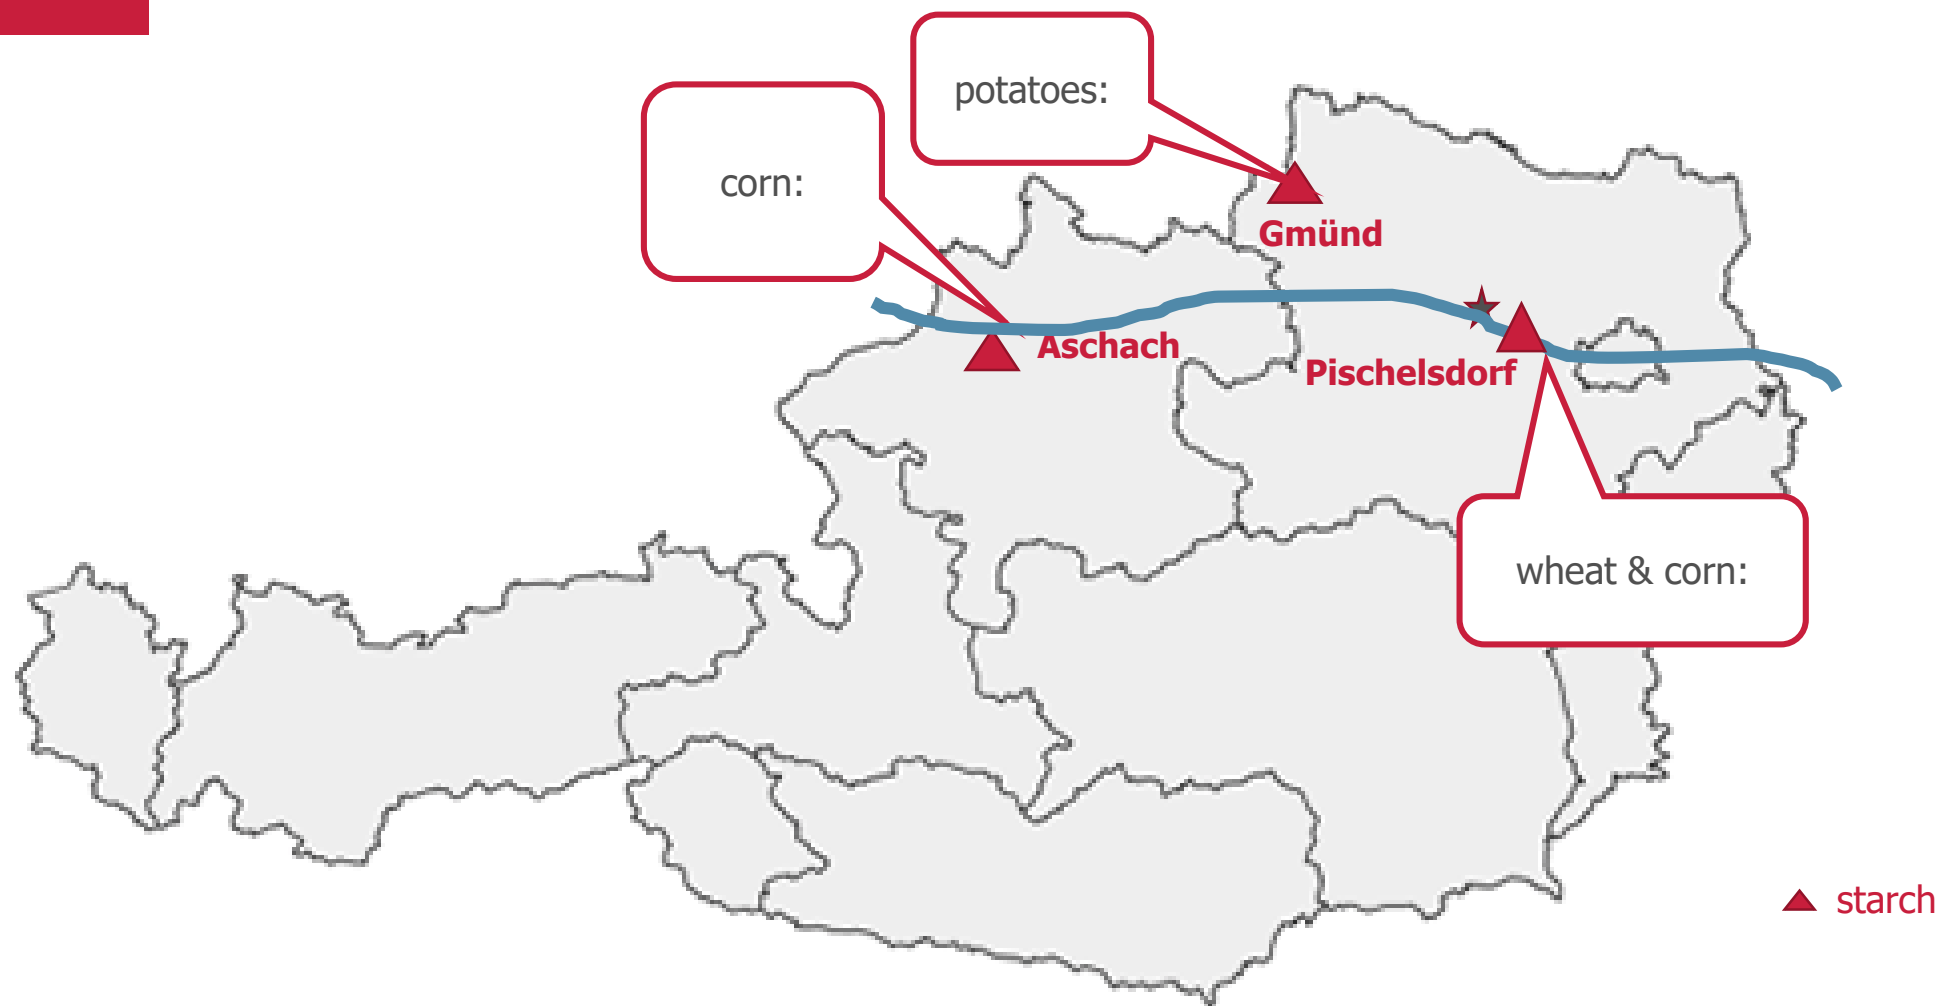 potatoes:
corn:
Gmünd
Aschach
Pischelsdorf
wheat & corn:
starch